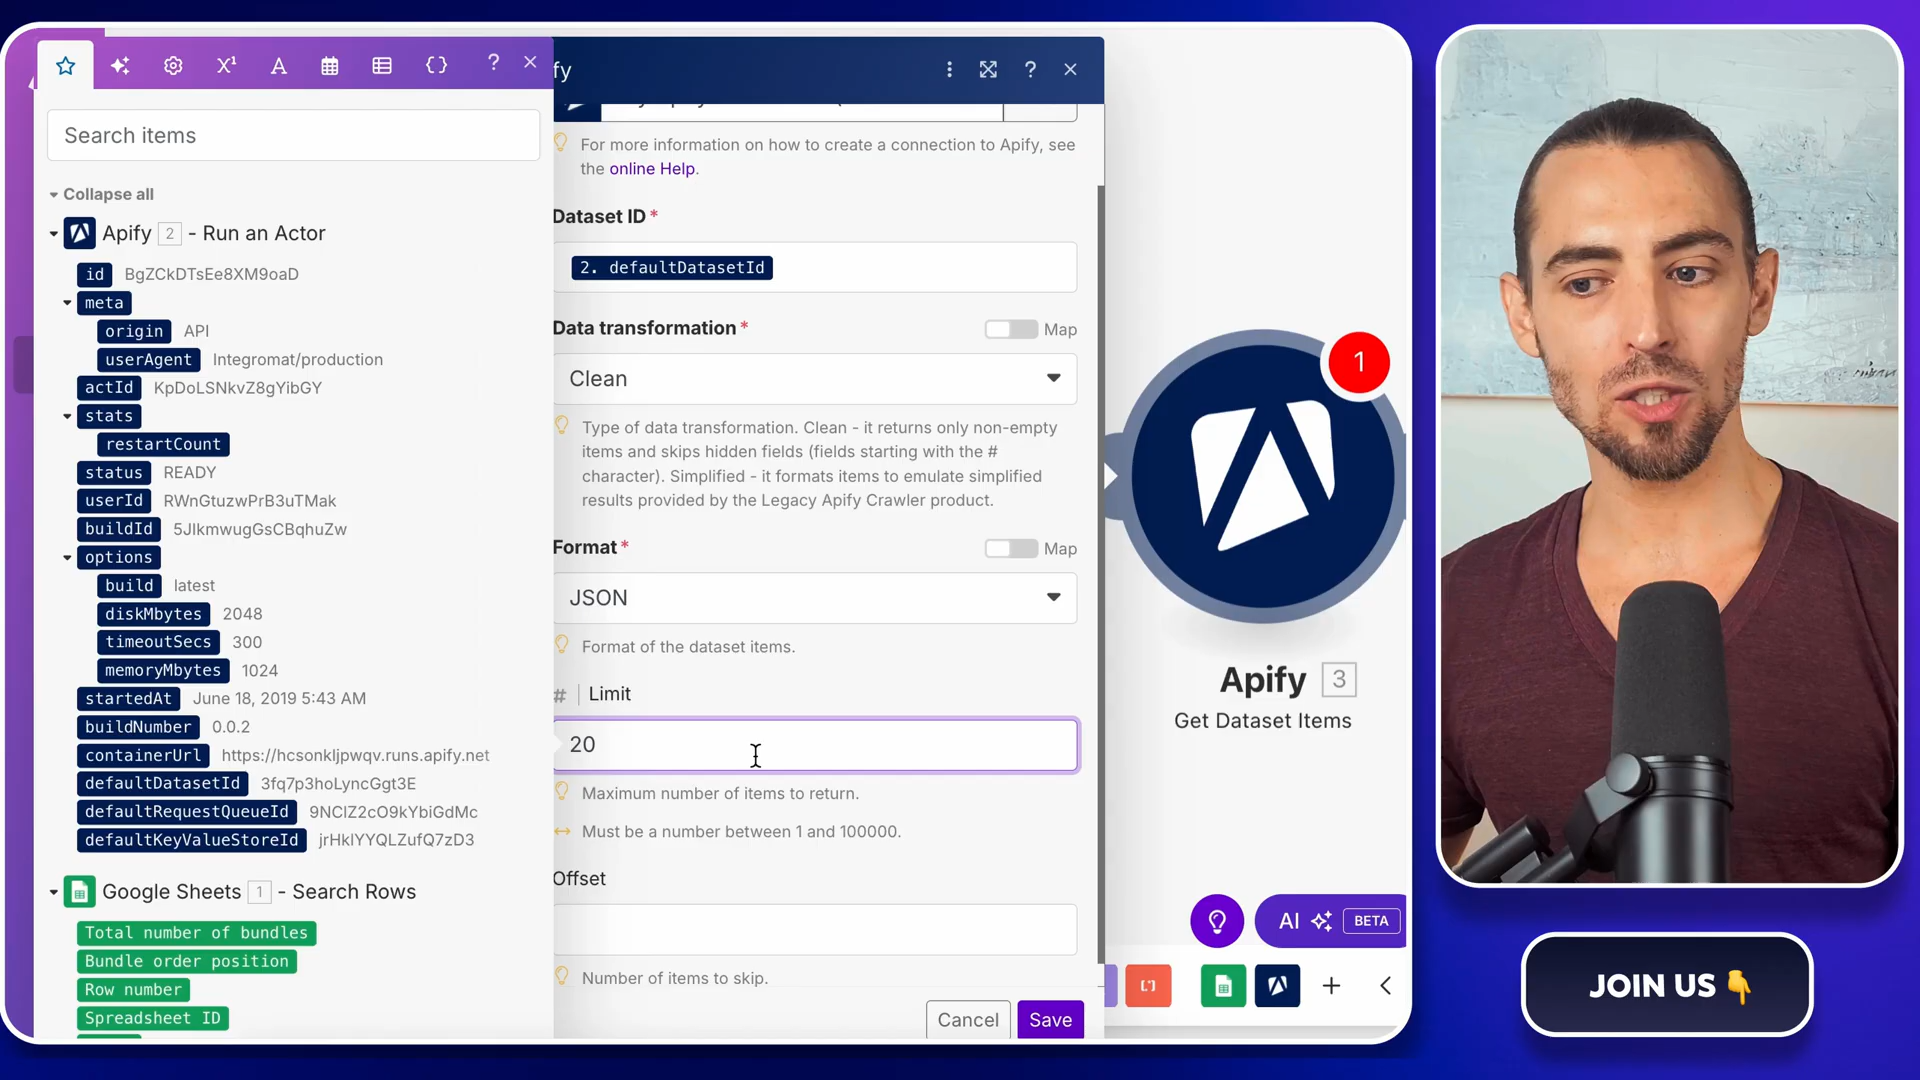 Search items
Collapse all
Apify 2 - Run an Actor
id BgZCkDTsEe8XM9oaD
meta
origin API
userAgent Integromat/production
actId KpDoLSNkvZ8gYibGY
stats
restartCount
status READY
userId RWnGtuzwPrB3uTMak
buildId 5JlkmwugGsCBqhuZw
options
build latest
diskMbytes 2048
timeoutSecs 300
memoryMbytes 1024
startedAt June 18, 2019 5:43 AM
buildNumber 0.0.2
containerUrl https://hcsonkljpwqv.runs.apify.net
defaultDatasetId 3fq7p3hoLyncGgt3E
defaultRequestQueueId 9NClZ2cO9kYbiGdMc
defaultKeyValueStoreId jrHklYYQLZufQ7zD3
Google Sheets 1 - Search Rows
Total number of bundles
Bundle order position
Row number
Spreadsheet ID
fy
For more information on how to create a connection to Apify, see
the online Help.
Dataset ID *
2. defaultDatasetId
Data transformation * Map
Clean
Type of data transformation. Clean - it returns only non-empty
items and skips hidden fields (fields starting with the #
character). Simplified - it formats items to emulate simplified
results provided by the Legacy Apify Crawler product.
Format * Map
JSON
Format of the dataset items.
# Limit
20
Maximum number of items to return.
Must be a number between 1 and 100000.
Offset
Number of items to skip.
Cancel Save
1
Apify 3
Get Dataset Items
AI BETA
JOIN US 👇